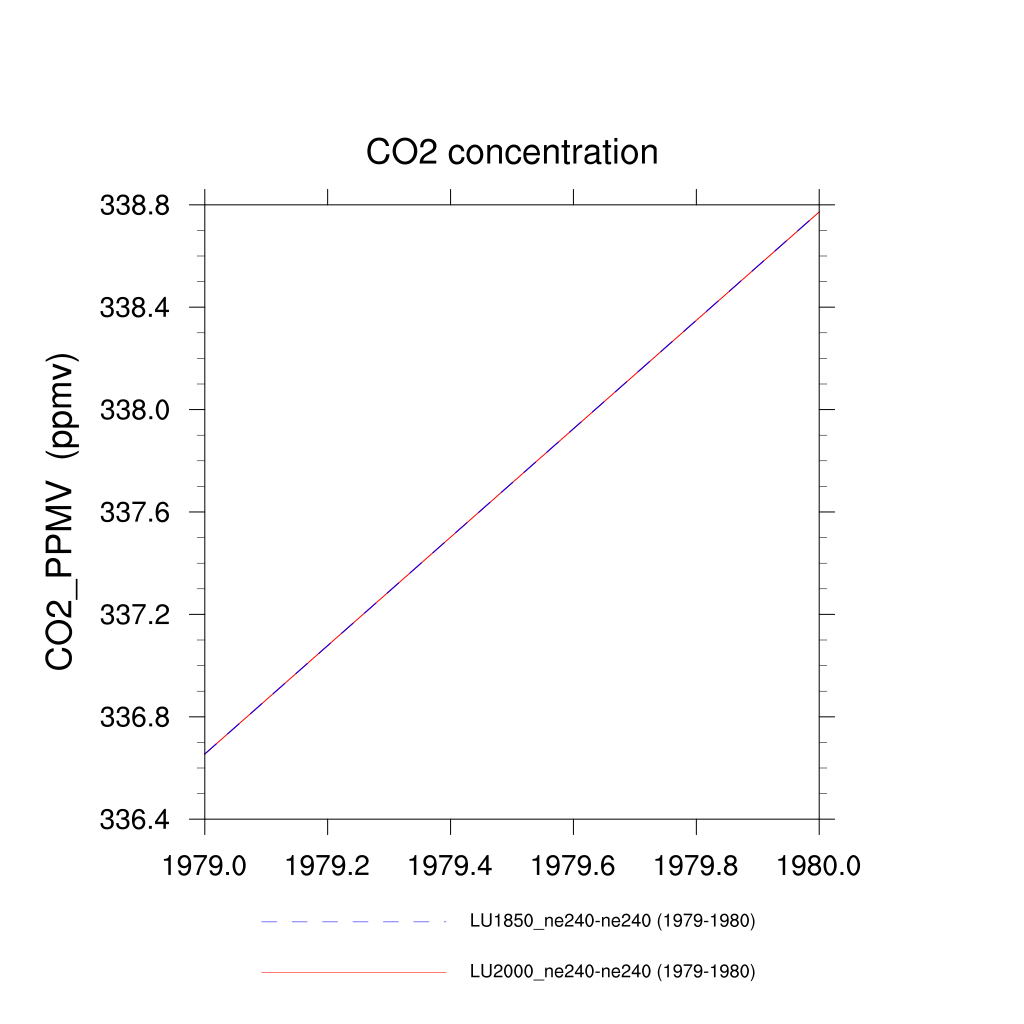 CO2 concentration
338.8
338.4
338.0
337.6
337.2
336.8
336.4
CO2_PPMV (ppmv)
1979.0 1979.2 1979.4 1979.6 1979.8 1980.0
LU1850_ne240-ne240 (1979-1980)
LU2000_ne240-ne240 (1979-1980)